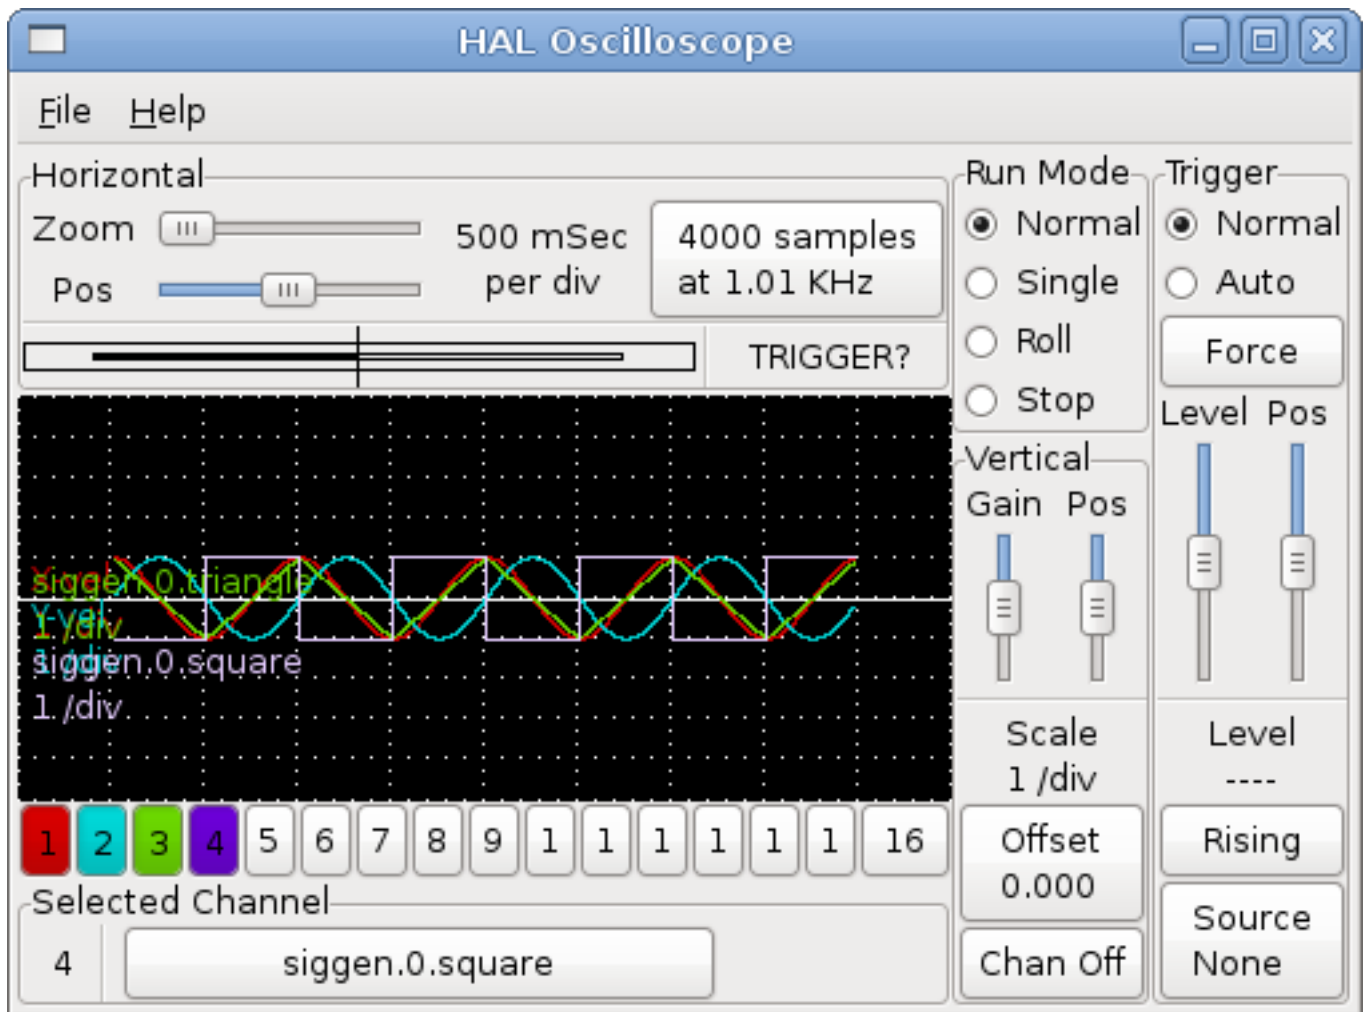 HAL Oscilloscope
File Help
Horizontal
Zoom
Pos
500 mSec
per div
4000 samples
at 1.01 KHz
TRIGGER?
Run Mode
Normal
Single
Roll
Stop
Trigger
Normal
Auto
Force
Level Pos
Vertical
Gain Pos
siggen.0.triangle
Y-vel
1 /div
siggen.0.square
1 /div
Scale
1 /div
Level
----
1 2 3 4 5 6 7 8 9 1 1 1 1 1 1 16
Offset
0.000
Rising
Selected Channel
4 siggen.0.square
Chan Off
Source
None